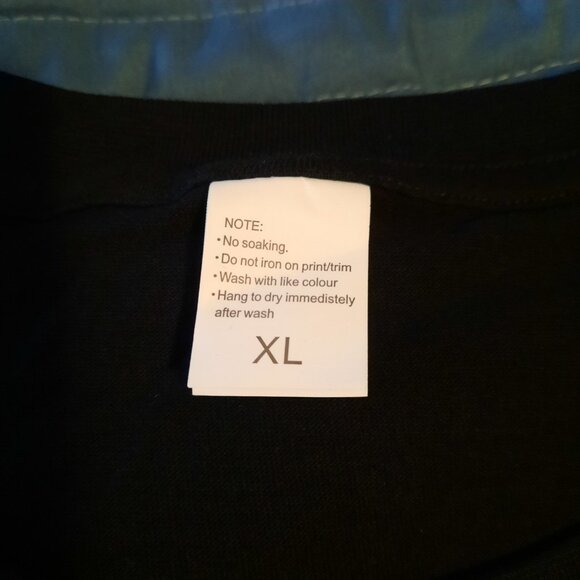 NOTE:
•No soaking.
•Do not iron on print/trim
•Wash with like colour
•Hang to dry immedistely
after wash
XL